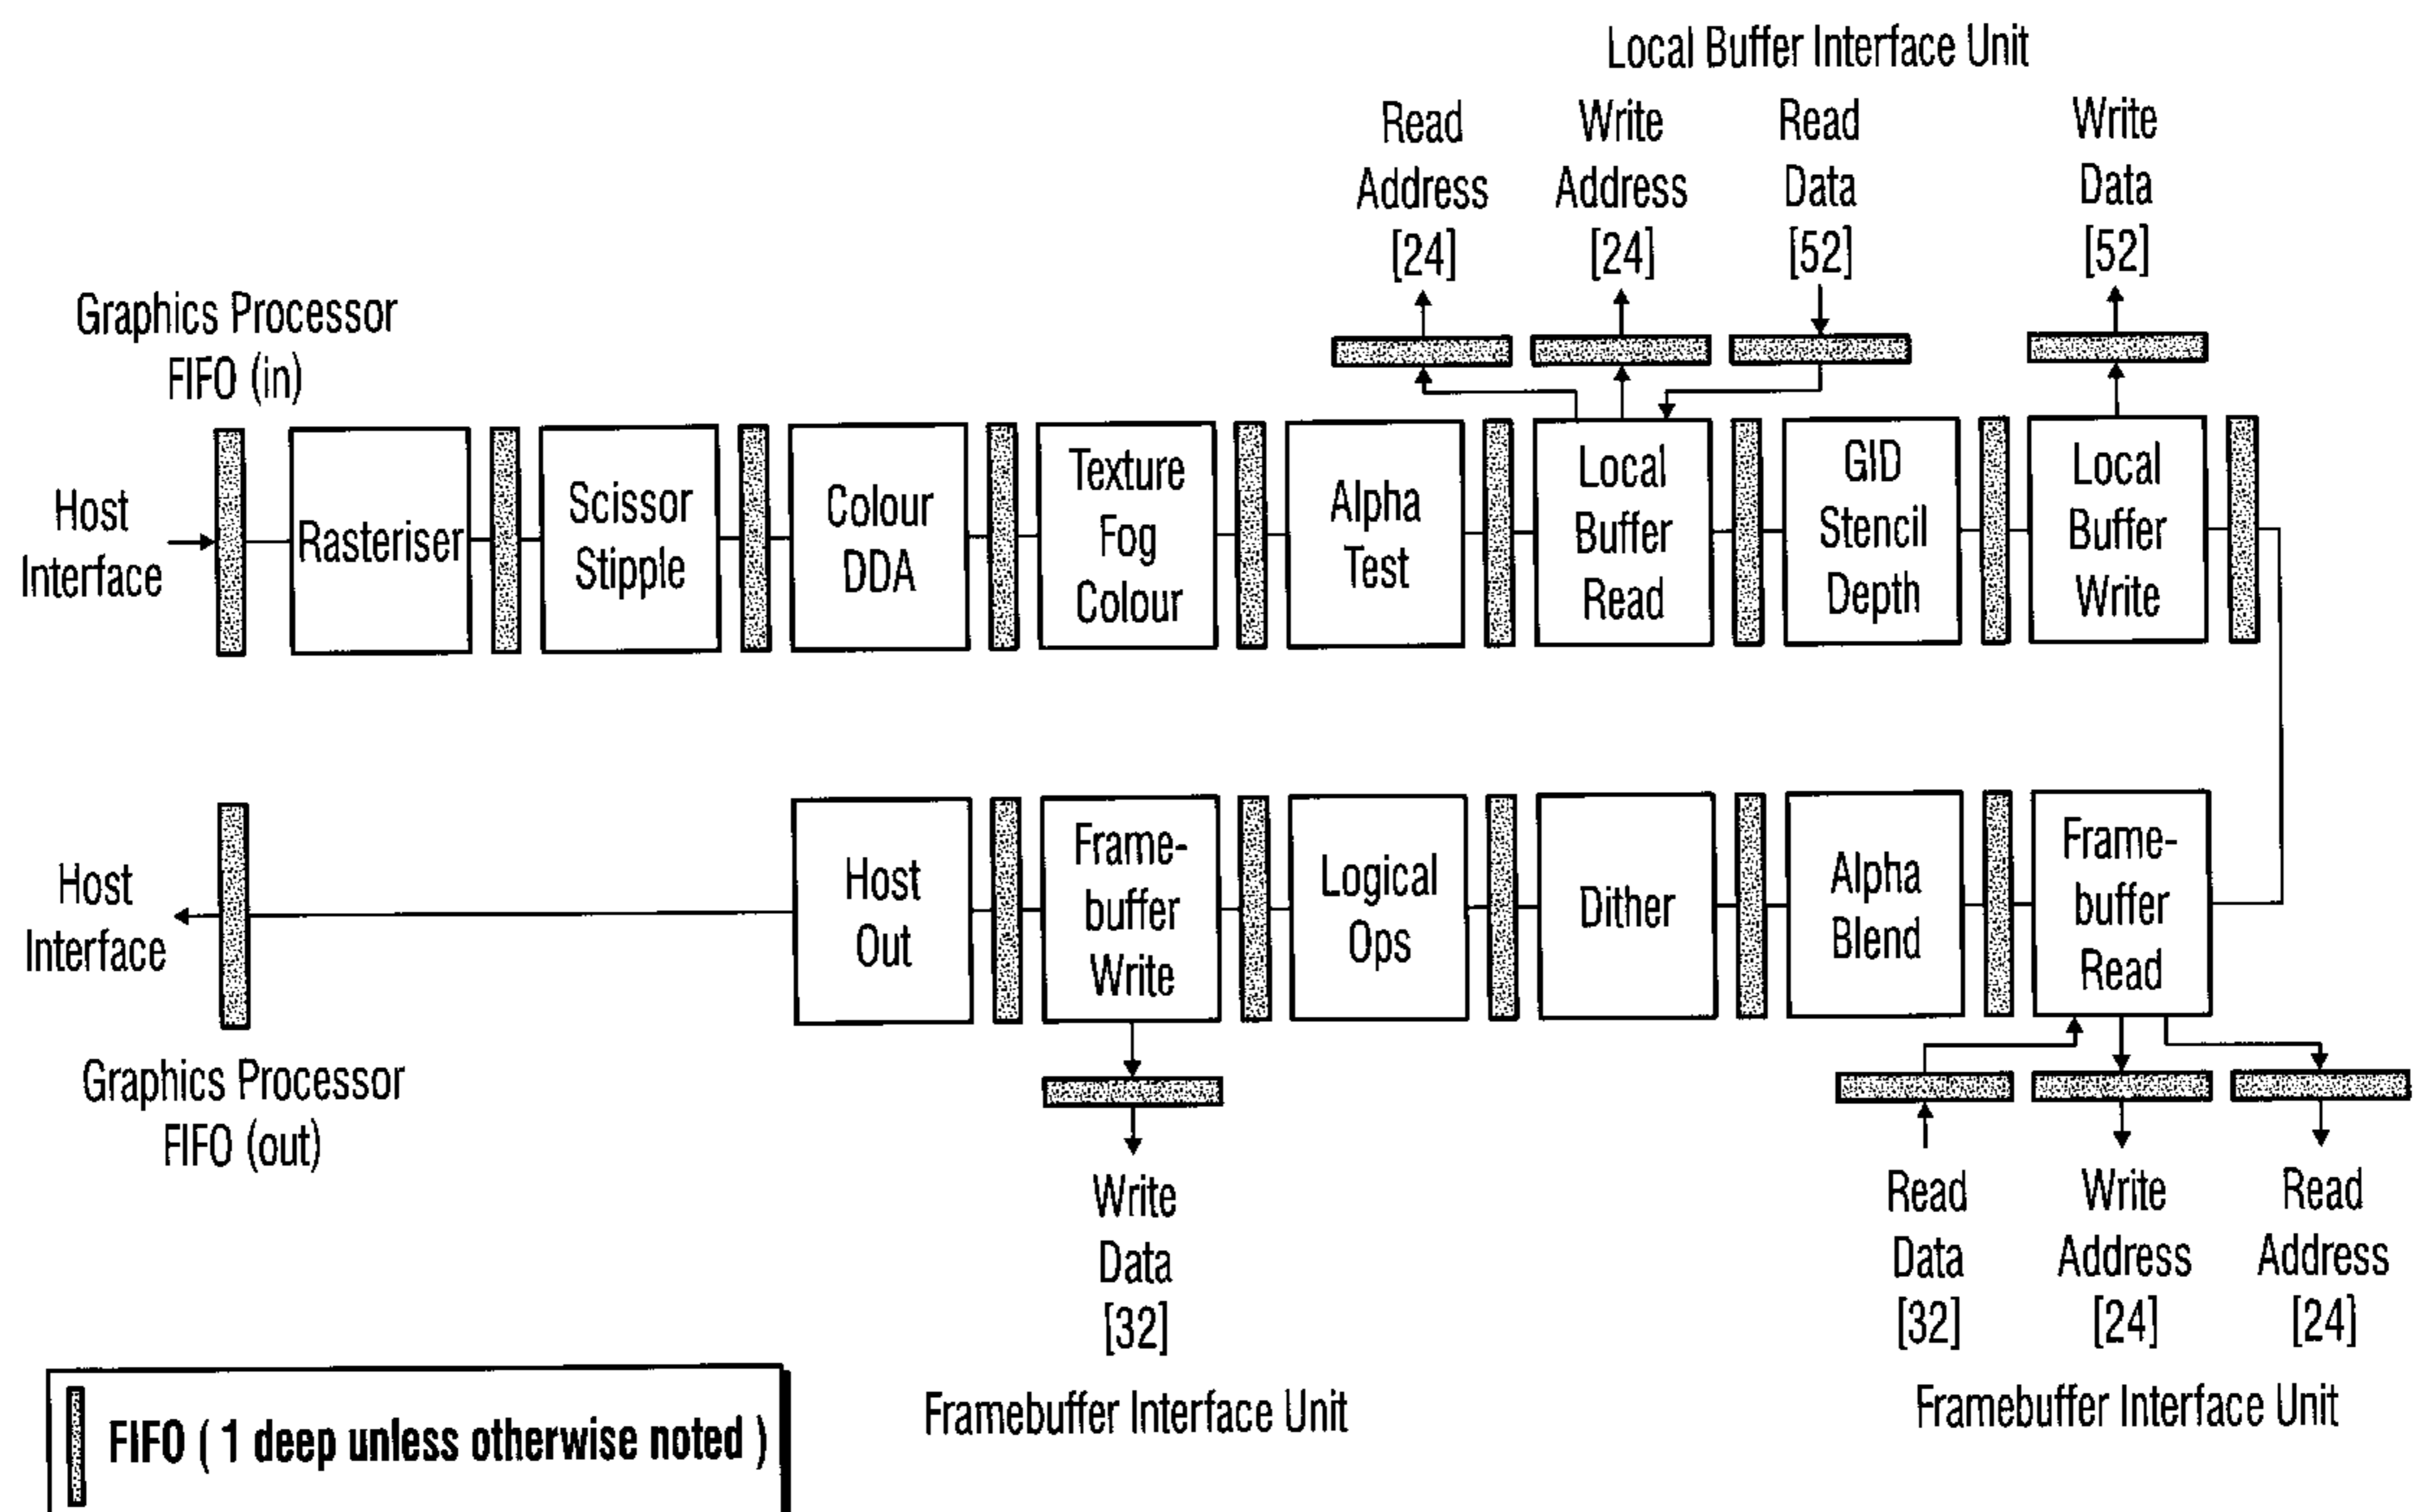 Local Buffer Interface Unit
Read
Address
[24]
Write
Address
[24]
Read
Data
[52]
Write
Data
[52]
Graphics Processor
FIFO (in)
Host
Interface
Rasteriser
Scissor
Stipple
Colour
DDA
Texture
Fog
Colour
Alpha
Test
Local
Buffer
Read
GID
Stencil
Depth
Local
Buffer
Write
Host
Interface
Host
Out
Frame-
buffer
Write
Logical
Ops
Dither
Alpha
Blend
Frame-
buffer
Read
Graphics Processor
FIFO (out)
Write
Data
[32]
Read
Data
[32]
Write
Address
[24]
Read
Address
[24]
Framebuffer Interface Unit
Framebuffer Interface Unit
FIFO ( 1 deep unless otherwise noted )